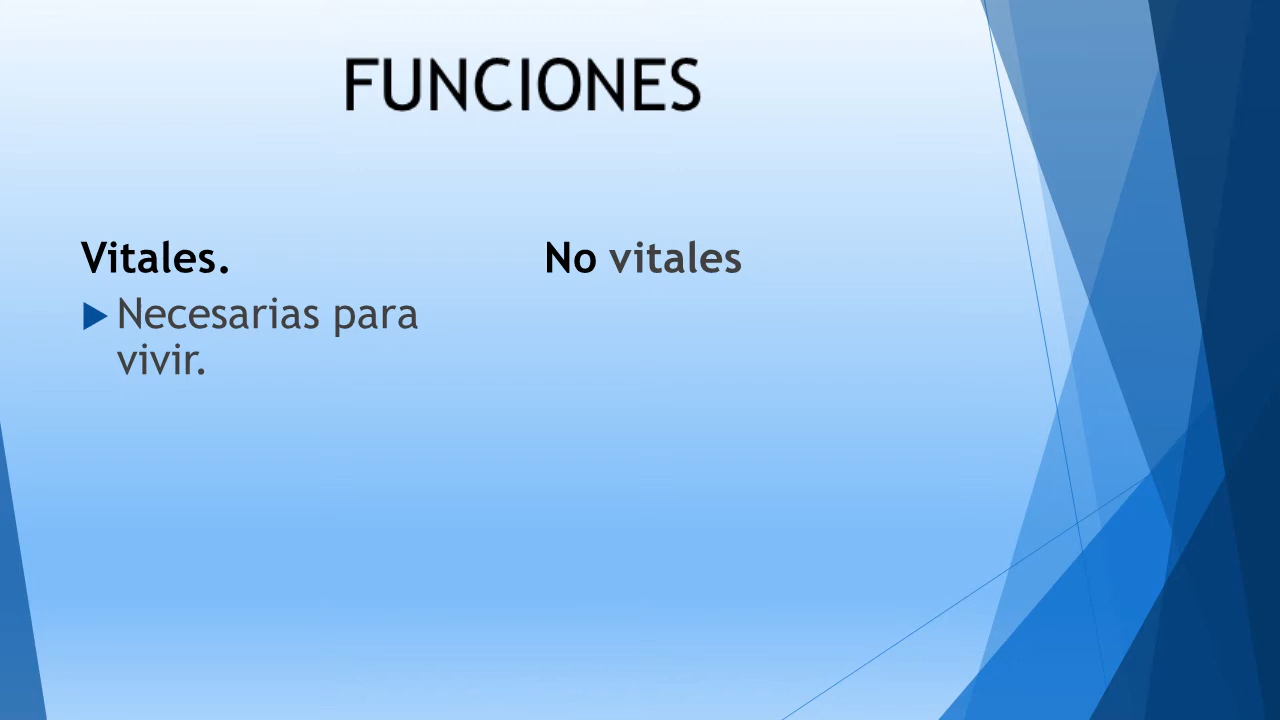 FUNCIONES
Vitales.
Necesarias para
vivir.
No vitales